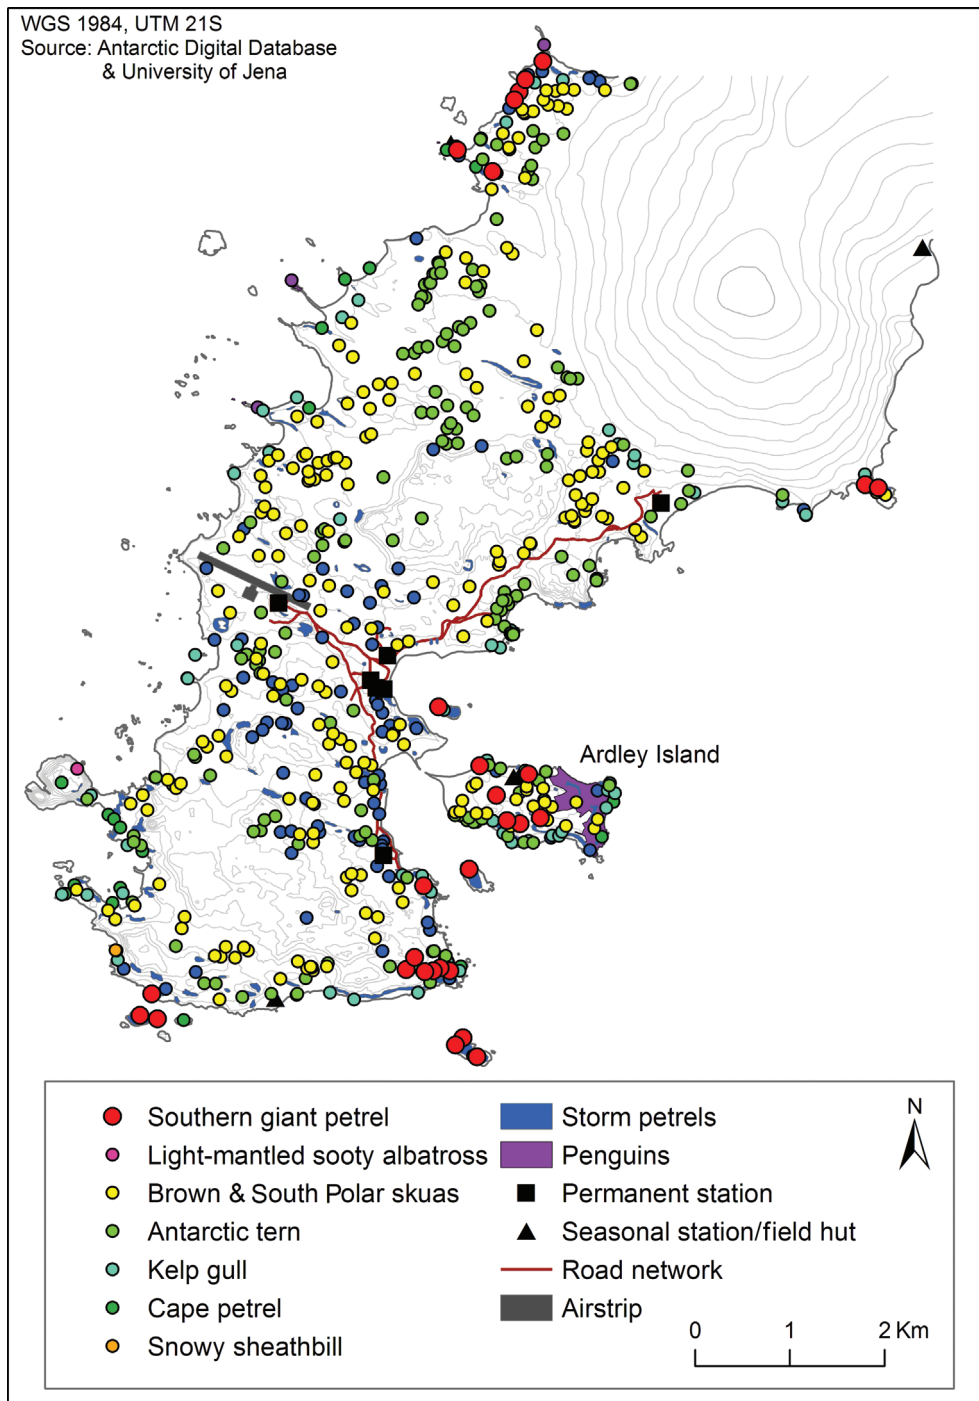 WGS 1984, UTM 21S
Source: Antarctic Digital Database
& University of Jena
Ardley Island
Southern giant petrel
Light-mantled sooty albatross
Brown & South Polar skuas
Antarctic tern
Kelp gull
Cape petrel
Snowy sheathbill
Storm petrels
Penguins
Permanent station
Seasonal station/field hut
Road network
Airstrip
N
0 1 2 Km